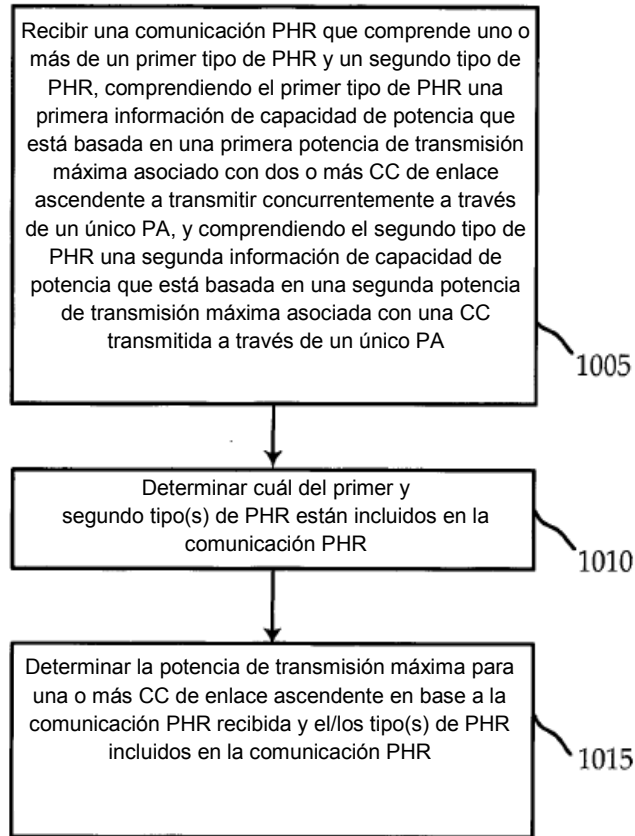 Recibir una comunicación PHR que comprende uno o
más de un primer tipo de PHR y un segundo tipo de
PHR, comprendiendo el primer tipo de PHR una
primera información de capacidad de potencia que
está basada en una primera potencia de transmisión
máxima asociado con dos o más CC de enlace
ascendente a transmitir concurrentemente a través
de un único PA, y comprendiendo el segundo tipo de
PHR una segunda información de capacidad de
potencia que está basada en una segunda potencia
de transmisión máxima asociada con una CC
transmitida a través de un único PA
1005
Determinar cuál del primer y
segundo tipo(s) de PHR están incluidos en la
comunicación PHR
1010
Determinar la potencia de transmisión máxima para
una o más CC de enlace ascendente en base a la
comunicación PHR recibida y el/los tipo(s) de PHR
incluidos en la comunicación PHR
1015